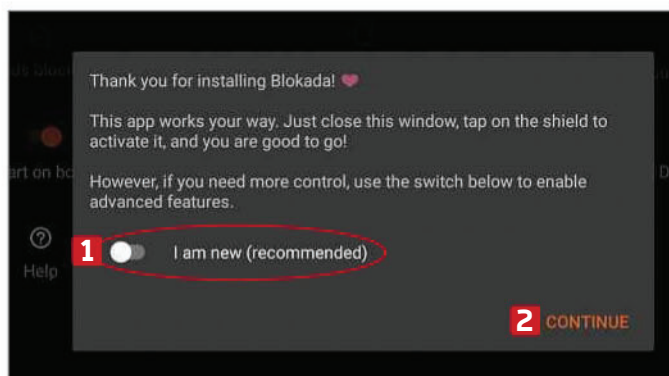 Thank you for installing Blokada! ❤
This app works your way. Just close this window, tap on the shield to
activate it, and you are good to go!
However, if you need more control, use the switch below to enable
advanced features.
1 I am new (recommended)
Help
2 CONTINUE